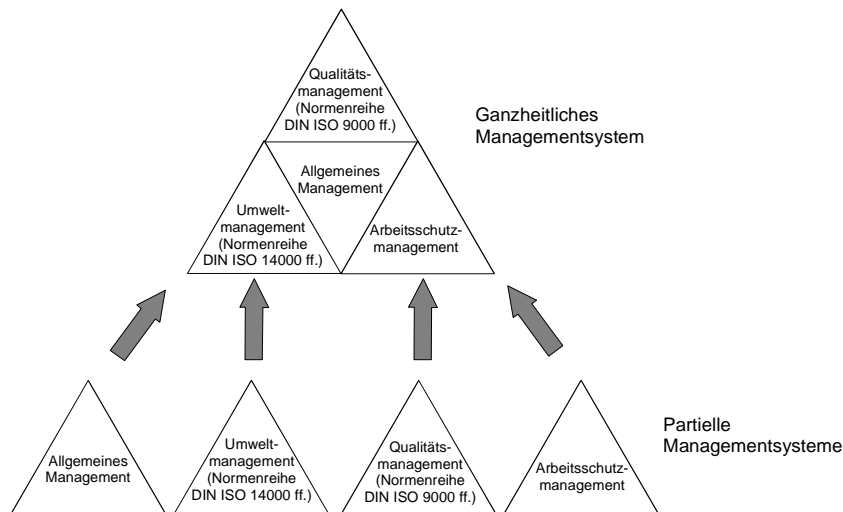 Qualitäts-
management
(Normenreihe
DIN ISO 9000 ff.)
Ganzheitliches
Managementsystem
Allgemeines
Management
Umwelt-
management
(Normenreihe
DIN ISO 14000 ff.)
Arbeitsschutz-
management
Partielle
Managementsysteme
Allgemeines
Management
Umwelt-
management
(Normenreihe
DIN ISO 14000 ff.)
Qualitäts-
management
(Normenreihe
DIN ISO 9000 ff.)
Arbeitsschutz-
management